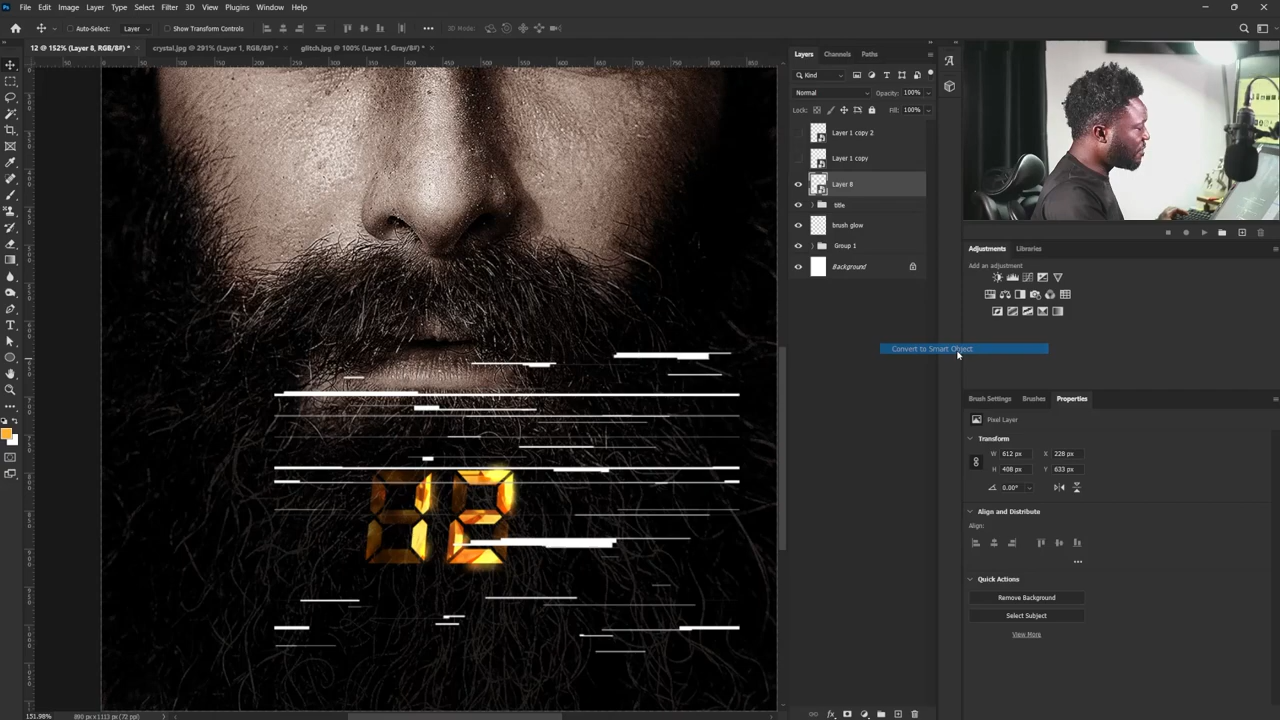 Ps File Edit Image Layer Type Select Filter 3D View Plugins Window Help
Auto-Select: Layer Show Transform Controls 3D Mode:
12 @ 152% (Layer 8, RGB/8#) * × crystal.jpg @ 291% (Layer 1, RGB/8#) * × glitch.jpg @ 100% (Layer 1, Gray/8#) * ×
Layers Channels Paths
Kind
Normal Opacity: 100%
Lock: Fill: 100%
Layer 1 copy 2
Layer 1 copy
Layer 8
title
brush glow
Group 1
Background
Adjustments Libraries
Add an adjustment
Convert to Smart Object
Brush Settings Brushes Properties
Pixel Layer
Transform
W 612 px X 228 px
H 408 px Y 633 px
0.00°
Align and Distribute
Align:
Quick Actions
Remove Background
Select Subject
View More
12
151.98% 890 px x 1113 px (72 ppi)